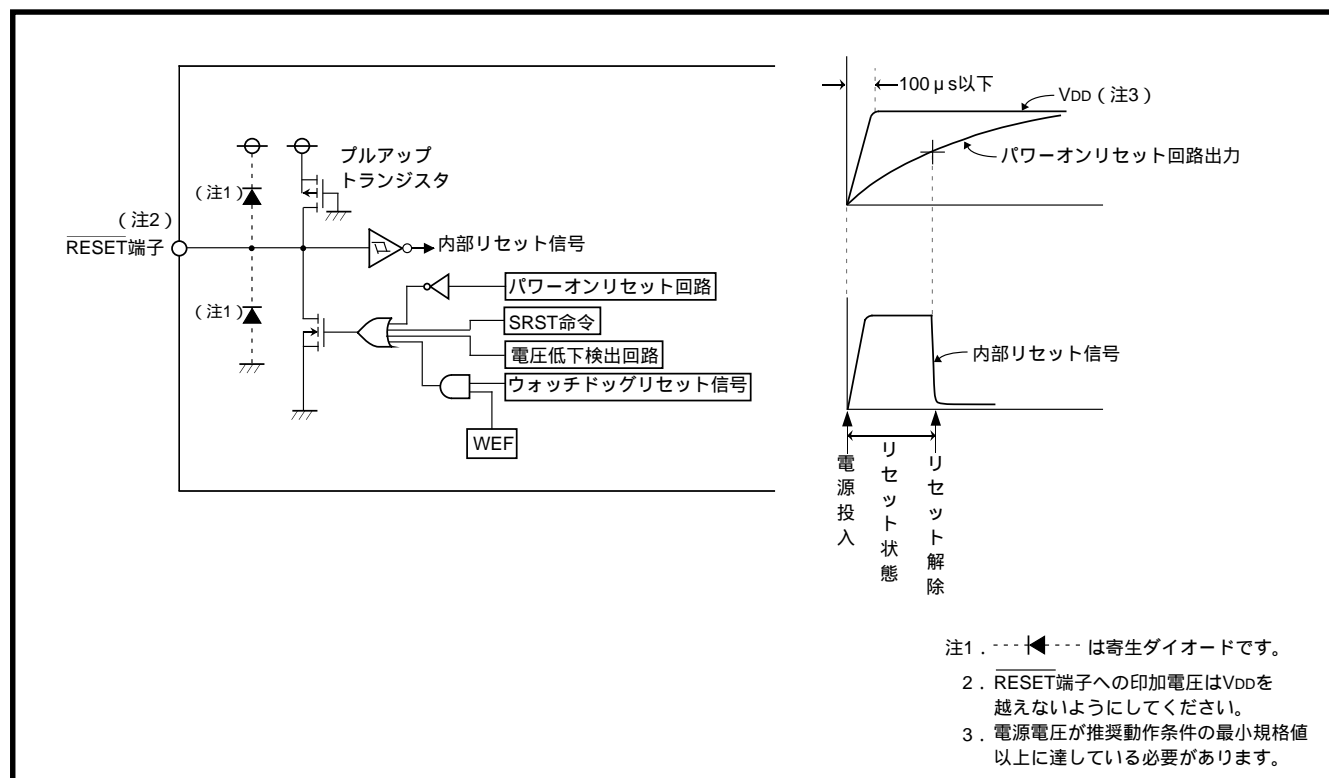 プルアップ
トランジスタ
(注1)
(注2)
RESET端子
内部リセット信号
(注1)
パワーオンリセット回路
SRST命令
電圧低下検出回路
ウォッチドッグリセット信号
WEF
100μs以下
VDD(注3)
パワーオンリセット回路出力
内部リセット信号
電源投入
リセット状態
リセット解除
注1. は寄生ダイオードです。
2. RESET端子への印加電圧はVDDを
越えないようにしてください。
3. 電源電圧が推奨動作条件の最小規格値
以上に達している必要があります。